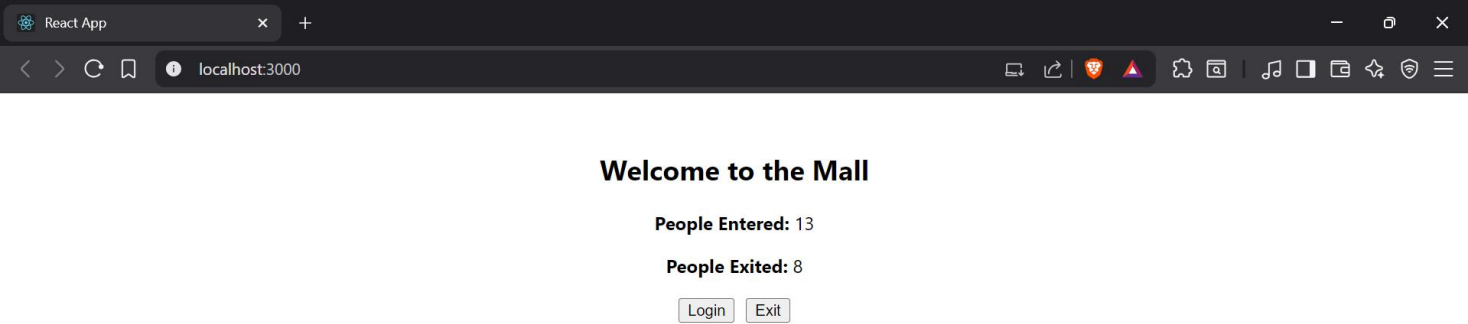 React App
localhost:3000
Welcome to the Mall
People Entered: 13
People Exited: 8
Login Exit